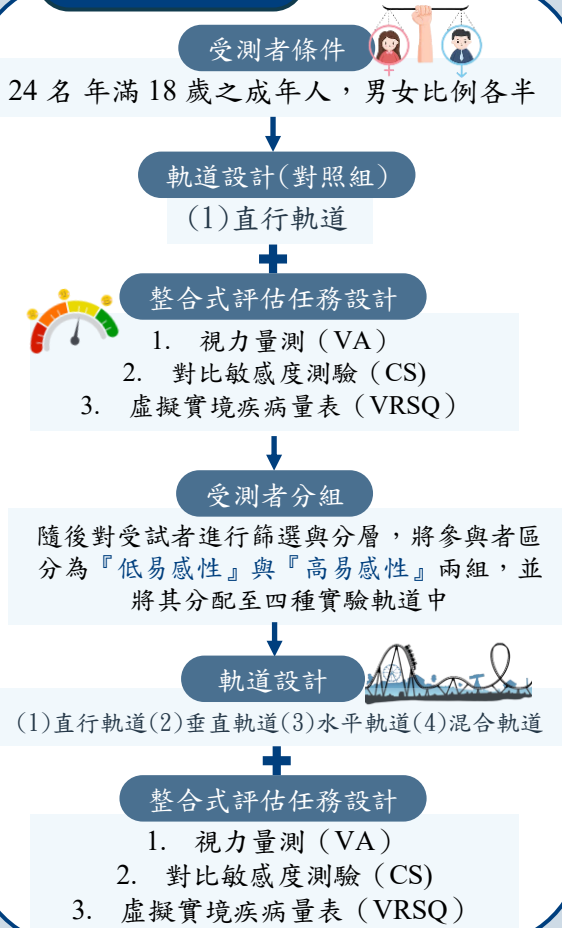 受測者條件
24 名 年滿 18 歲之成年人，男女比例各半
軌道設計(對照組)
(1)直行軌道
整合式評估任務設計
1. 視力量測（VA）
2. 對比敏感度測驗（CS)
3. 虛擬實境疾病量表（VRSQ）
受測者分組
隨後對受試者進行篩選與分層，將參與者區
分為『低易感性』與『高易感性』兩組，並
將其分配至四種實驗軌道中
軌道設計
(1)直行軌道(2)垂直軌道(3)水平軌道(4)混合軌道
整合式評估任務設計
1. 視力量測（VA）
2. 對比敏感度測驗（CS)
3. 虛擬實境疾病量表（VRSQ）